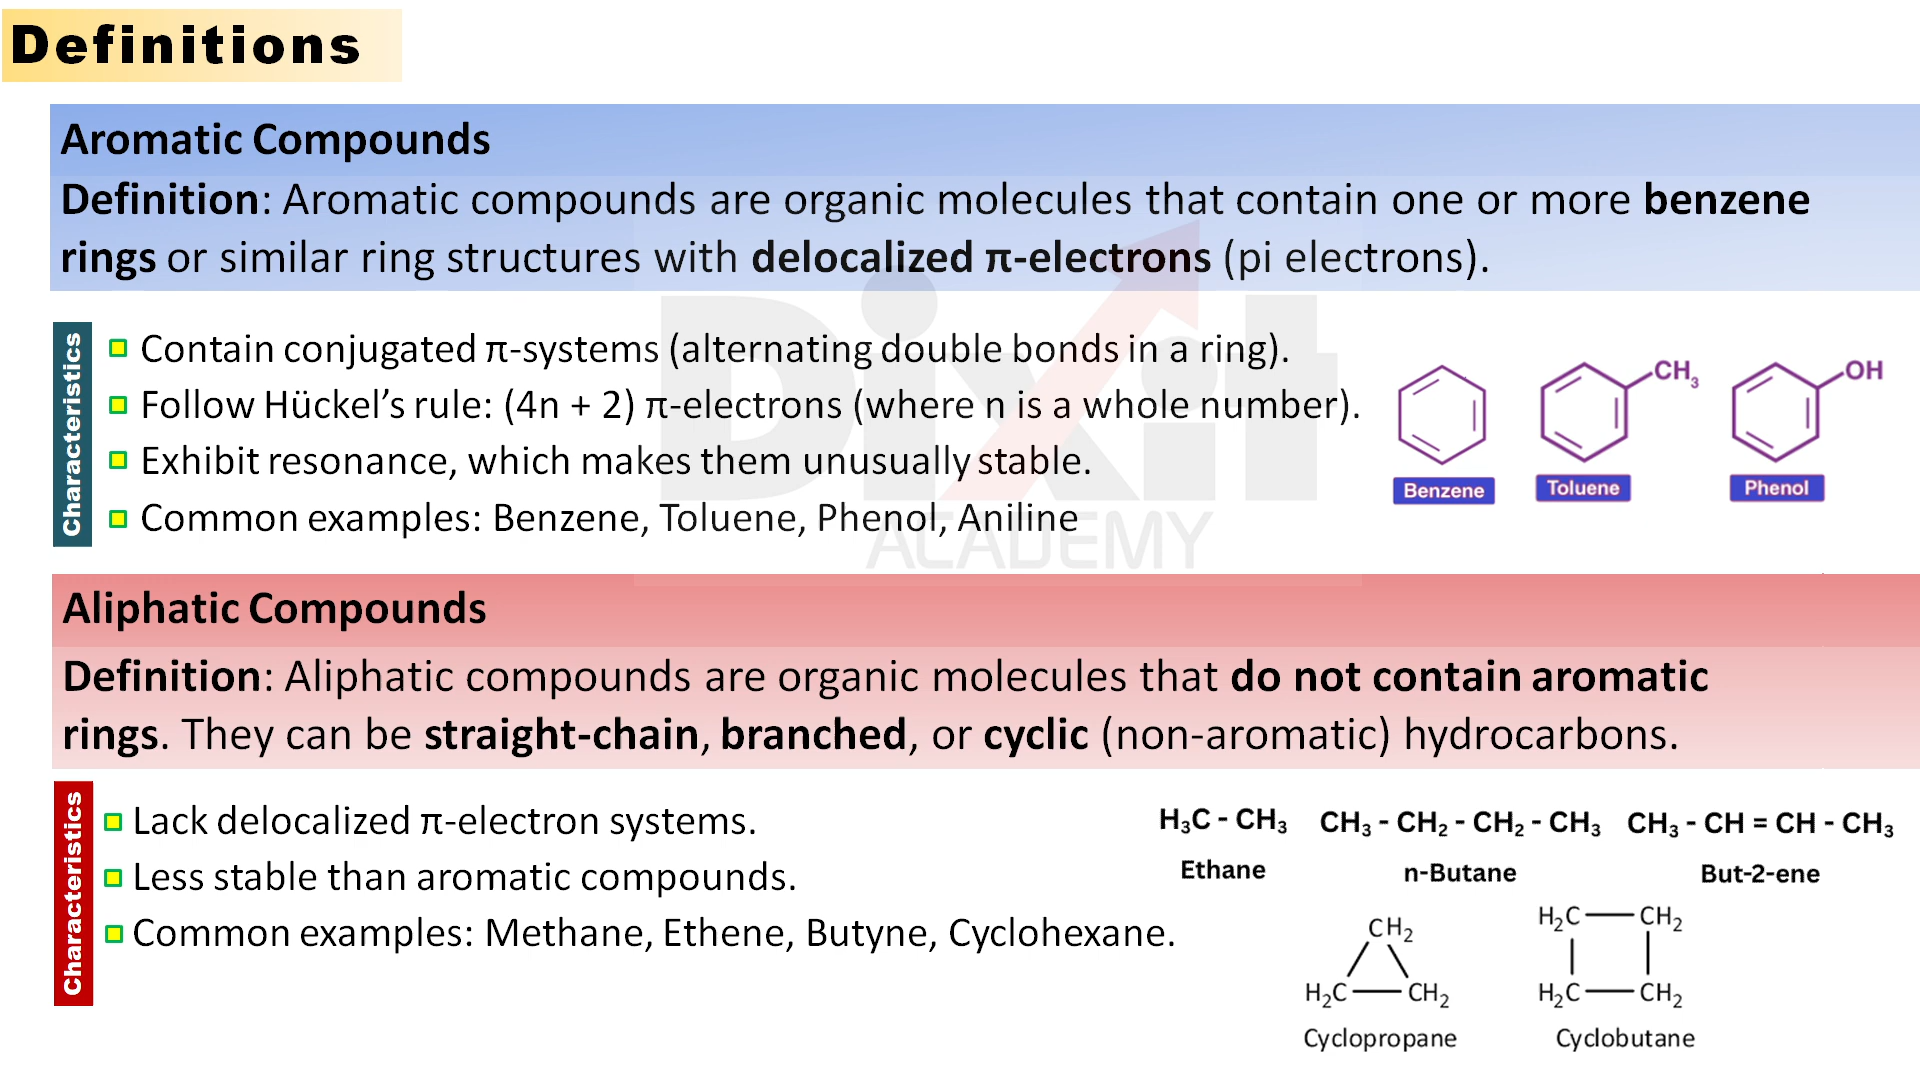 Definitions
Aromatic Compounds
Definition: Aromatic compounds are organic molecules that contain one or more benzene
rings or similar ring structures with delocalized π-electrons (pi electrons).
Characteristics
Contain conjugated π-systems (alternating double bonds in a ring).
Follow Hückel’s rule: (4n + 2) π-electrons (where n is a whole number).
Exhibit resonance, which makes them unusually stable.
Common examples: Benzene, Toluene, Phenol, Aniline
CH₃
OH
Benzene
Toluene
Phenol
Dixit
ACADEMY
Aliphatic Compounds
Definition: Aliphatic compounds are organic molecules that do not contain aromatic
rings. They can be straight-chain, branched, or cyclic (non-aromatic) hydrocarbons.
Characteristics
Lack delocalized π-electron systems.
Less stable than aromatic compounds.
Common examples: Methane, Ethene, Butyne, Cyclohexane.
H₃C - CH₃
Ethane
CH₃ - CH₂ - CH₂ - CH₃
n-Butane
CH₃ - CH = CH - CH₃
But-2-ene
CH₂
H₂C CH₂
Cyclopropane
H₂C CH₂
H₂C CH₂
Cyclobutane